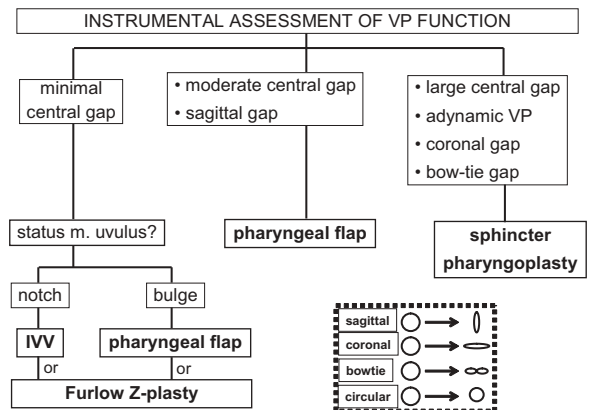 INSTRUMENTAL ASSESSMENT OF VP FUNCTION
minimal
central gap
• moderate central gap
• sagittal gap
• large central gap
• adynamic VP
• coronal gap
• bow-tie gap
status m. uvulus?
pharyngeal flap
sphincter
pharyngoplasty
notch
bulge
IVV
pharyngeal flap
or
or
Furlow Z-plasty
sagittal
coronal
bowtie
circular